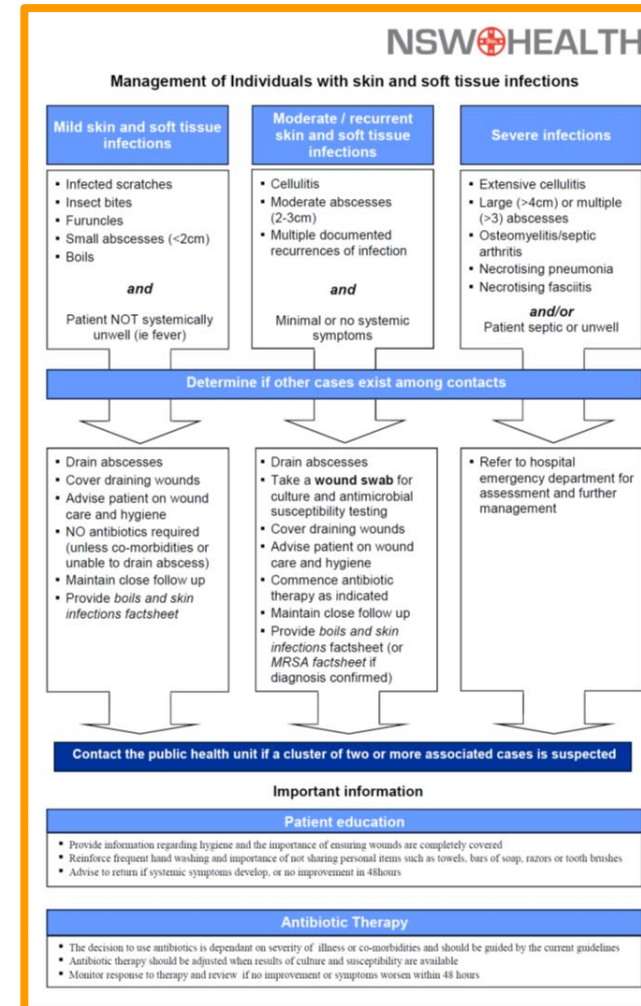 NSW HEALTH
Management of Individuals with skin and soft tissue infections
Mild skin and soft tissue
infections
▪ Infected scratches
▪ Insect bites
▪ Furuncles
▪ Small abscesses (<2cm)
▪ Boils
and
Patient NOT systemically
unwell (ie fever)
Moderate / recurrent
skin and soft tissue
infections
▪ Cellulitis
▪ Moderate abscesses
(2-3cm)
▪ Multiple documented
recurrences of infection
and
Minimal or no systemic
symptoms
Severe infections
▪ Extensive cellulitis
▪ Large (>4cm) or multiple
(>3) abscesses
▪ Osteomyelitis/septic
arthritis
▪ Necrotising pneumonia
▪ Necrotising fasciitis
and/or
Patient septic or unwell
Determine if other cases exist among contacts
▪ Drain abscesses
▪ Cover draining wounds
▪ Advise patient on wound
care and hygiene
▪ NO antibiotics required
(unless co-morbidities or
unable to drain abscess)
▪ Maintain close follow up
▪ Provide boils and skin
infections factsheet
▪ Drain abscesses
▪ Take a wound swab for
culture and antimicrobial
susceptibility testing
▪ Cover draining wounds
▪ Advise patient on wound
care and hygiene
▪ Commence antibiotic
therapy as indicated
▪ Maintain close follow up
▪ Provide boils and skin
infections factsheet (or
MRSA factsheet if
diagnosis confirmed)
▪ Refer to hospital
emergency department for
assessment and further
management
Contact the public health unit if a cluster of two or more associated cases is suspected
Important information
Patient education
▪ Provide information regarding hygiene and the importance of ensuring wounds are completely covered
▪ Reinforce frequent hand washing and importance of not sharing personal items such as towels, bars of soap, razors or tooth brushes
▪ Advise to return if systemic symptoms develop, or no improvement in 48hours
Antibiotic Therapy
▪ The decision to use antibiotics is dependant on severity of illness or co-morbidities and should be guided by the current guidelines
▪ Antibiotic therapy should be adjusted when results of culture and susceptibility are available
▪ Monitor response to therapy and review if no improvement or symptoms worsen within 48 hours